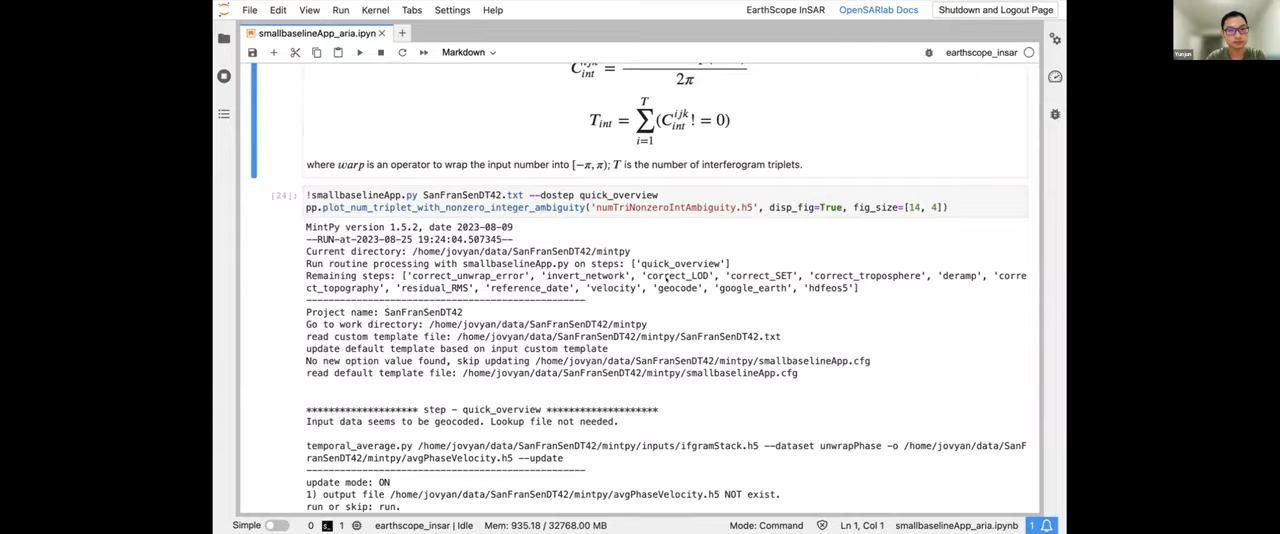 File Edit View Run Kernel Tabs Settings Help EarthScope InSAR OpenSARlab Docs Shutdown and Logout Page
smallbaselineApp_aria.ipyn
Markdown earthscope_insar
Yunjun
C^{ijk}_{int} = 2π
T_{int} = \sum_{i=1}^{T} (C^{ijk}_{int} ! = 0)
where warp is an operator to wrap the input number into [−π, π); T is the number of interferogram triplets.
[24]: !smallbaselineApp.py SanFranSenDT42.txt --dostep quick_overview
pp.plot_num_triplet_with_nonzero_integer_ambiguity('numTriNonzeroIntAmbiguity.h5', disp_fig=True, fig_size=[14, 4])
MintPy version 1.5.2, date 2023-08-09
--RUN-at-2023-08-25 19:24:04.507345--
Current directory: /home/jovyan/data/SanFranSenDT42/mintpy
Run routine processing with smallbaselineApp.py on steps: ['quick_overview']
Remaining steps: ['correct_unwrap_error', 'invert_network', 'correct_LOD', 'correct_SET', 'correct_troposphere', 'deramp', 'corre
ct_topography', 'residual_RMS', 'reference_date', 'velocity', 'geocode', 'google_earth', 'hdfeos5']
--------------------------------------------------
Project name: SanFranSenDT42
Go to work directory: /home/jovyan/data/SanFranSenDT42/mintpy
read custom template file: /home/jovyan/data/SanFranSenDT42/mintpy/SanFranSenDT42.txt
update default template based on input custom template
No new option value found, skip updating /home/jovyan/data/SanFranSenDT42/mintpy/smallbaselineApp.cfg
read default template file: /home/jovyan/data/SanFranSenDT42/mintpy/smallbaselineApp.cfg
******************** step - quick_overview ********************
Input data seems to be geocoded. Lookup file not needed.
temporal_average.py /home/jovyan/data/SanFranSenDT42/mintpy/inputs/ifgramStack.h5 --dataset unwrapPhase -o /home/jovyan/data/SanF
ranSenDT42/mintpy/avgPhaseVelocity.h5 --update
--------------------------------------------------
update mode: ON
1) output file /home/jovyan/data/SanFranSenDT42/mintpy/avgPhaseVelocity.h5 NOT exist.
run or skip: run.
Simple 0 1 earthscope_insar | Idle Mem: 935.18 / 32768.00 MB Mode: Command Ln 1, Col 1 smallbaselineApp_aria.ipynb 1